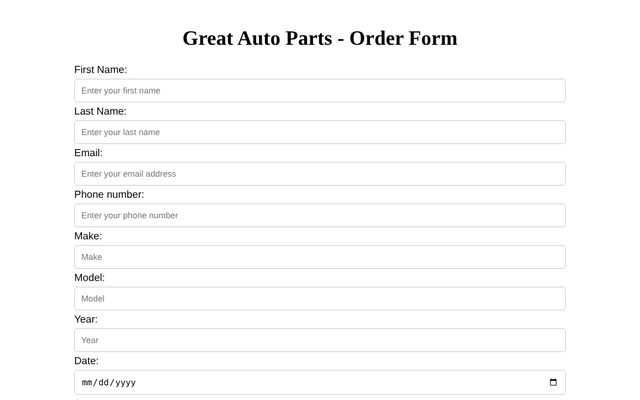 Great Auto Parts - Order Form
First Name:
Enter your first name
Last Name:
Enter your last name
Email:
Enter your email address
Phone number:
Enter your phone number
Make:
Make
Model:
Model
Year:
Year
Date:
mm/dd/yyyy